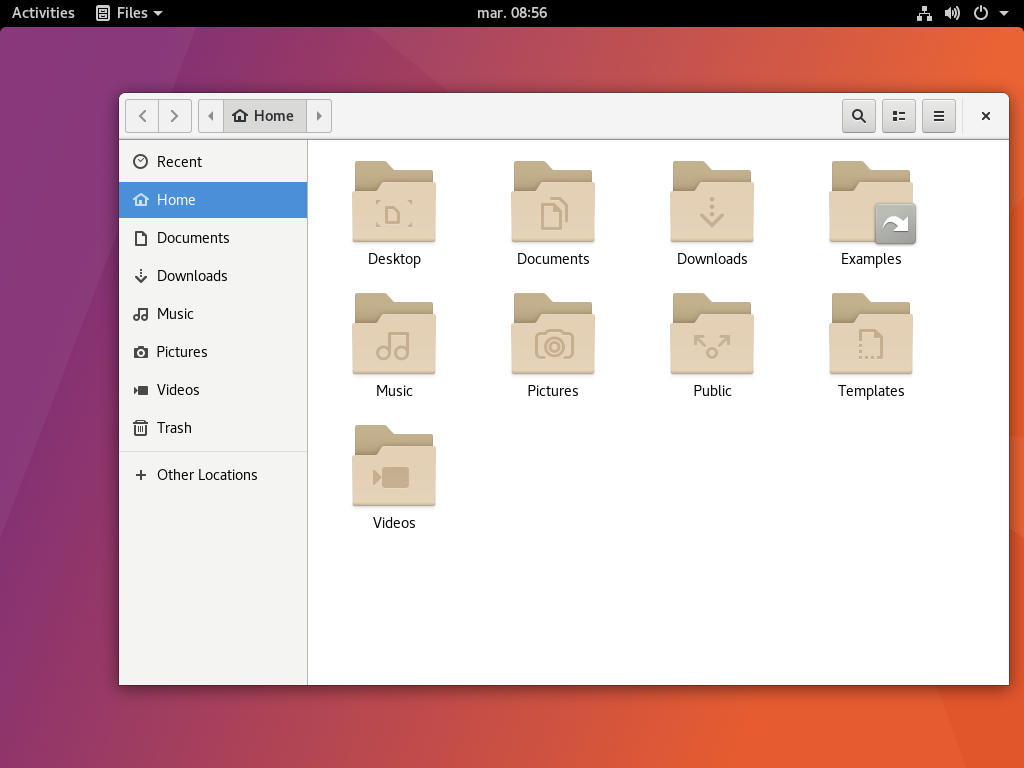 Activities Files mar. 08:56
Home
Recent
Home
Documents
Downloads
Music
Pictures
Videos
Trash
Other Locations
Desktop Documents Downloads Examples
Music Pictures Public Templates
Videos